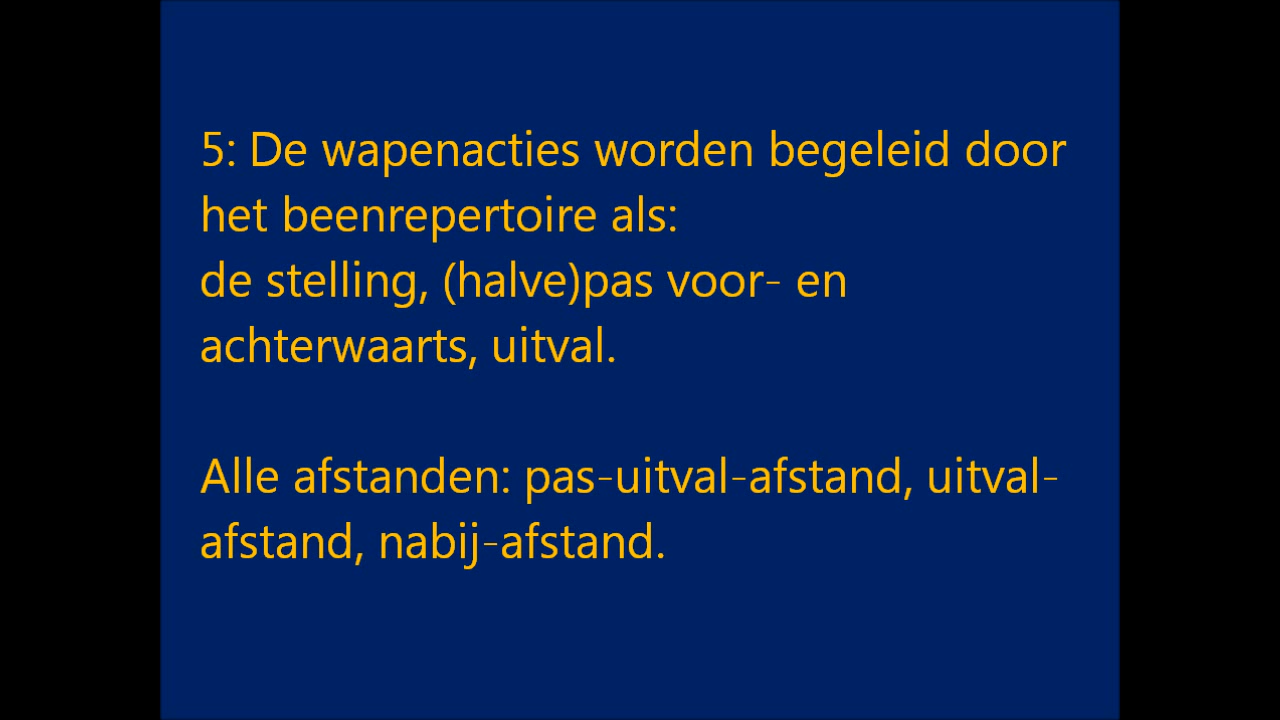 5: De wapenacties worden begeleid door
het beenrepertoire als:
de stelling, (halve)pas voor- en
achterwaarts, uitval.
Alle afstanden: pas-uitval-afstand, uitval-
afstand, nabij-afstand.